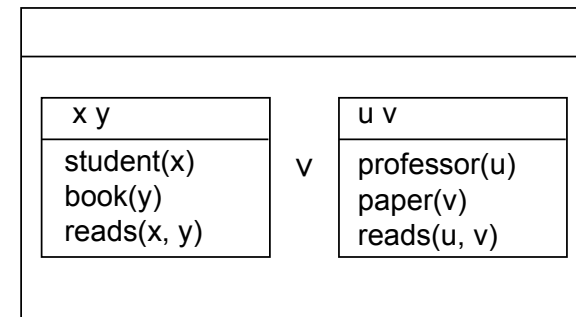 x y
student(x)
book(y)
reads(x, y)
∨
u v
professor(u)
paper(v)
reads(u, v)